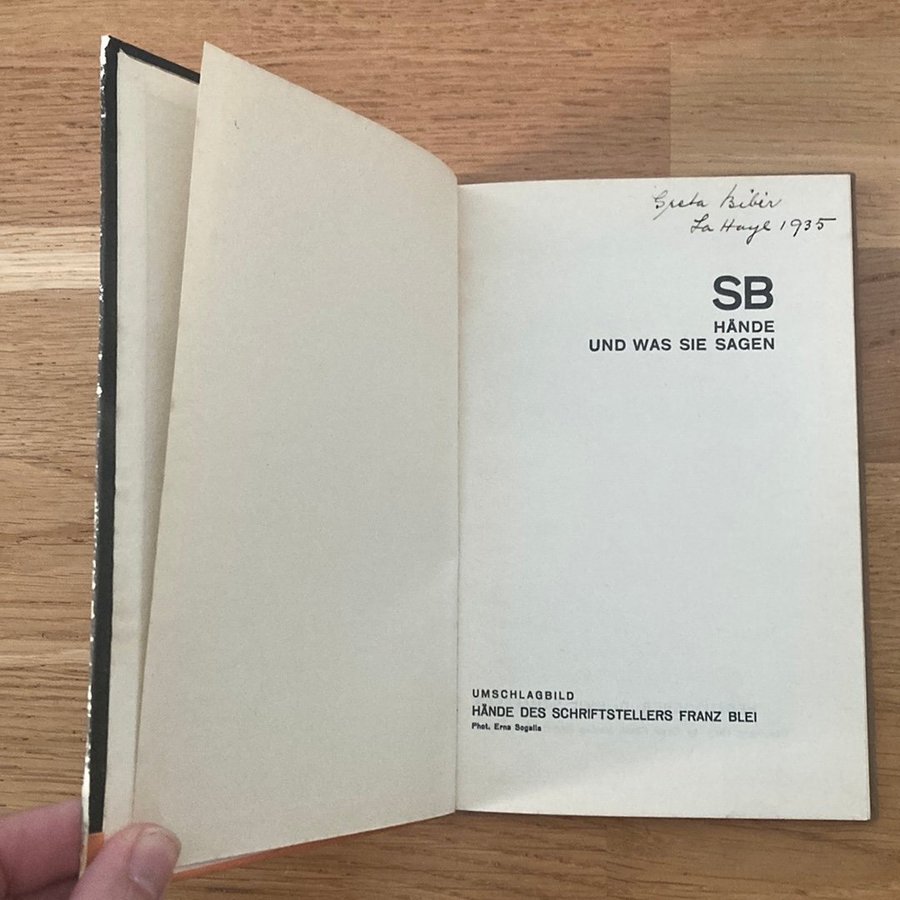 Greta Bibir
La Haye 1935
SB
HÄNDE
UND WAS SIE SAGEN
UMSCHLAGBILD
HÄNDE DES SCHRIFTSTELLERS FRANZ BLEI
Phot. Erna Segalis